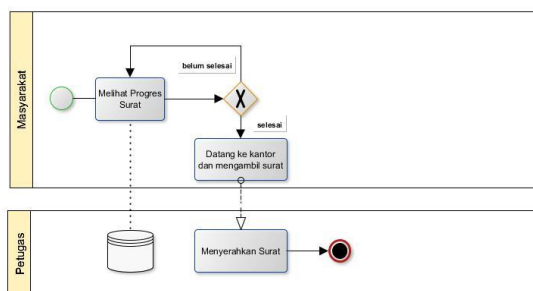 Masyarakat
belum selesai
Melihat Progres
Surat
X
selesai
Datang ke kantor
dan mengambil surat
Petugas
Menyerahkan Surat